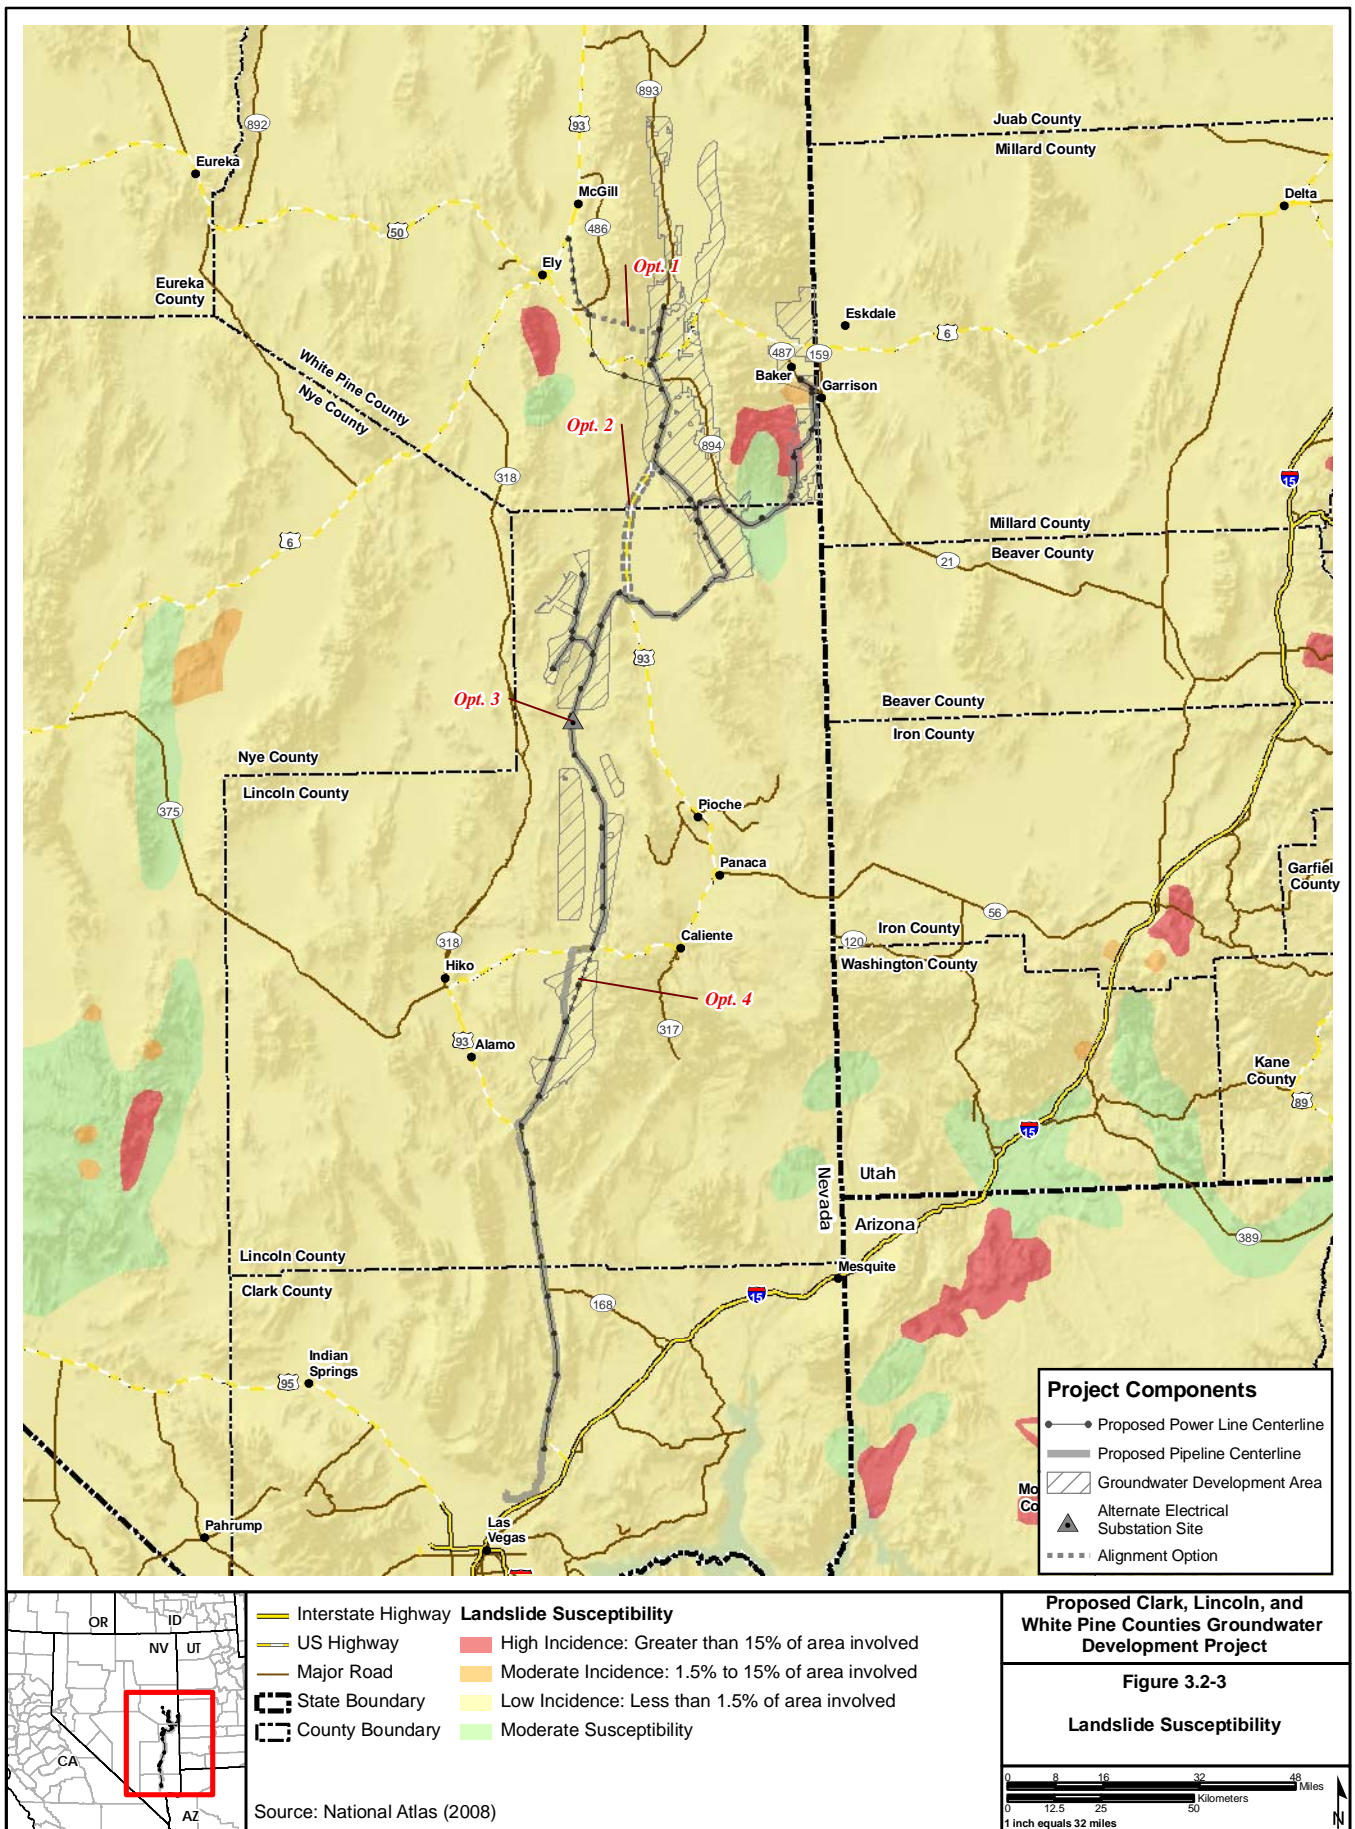 893
892
93
Juab County
Millard County
Eureka
McGill
Delta
486
50
Ely
Opt. 1
Eureka
County
Eskdale
6
487
159
White Pine County
Nye County
Baker
Garrison
Opt. 2
894
318
15
Millard County
Beaver County
6
21
93
Opt. 3
Beaver County
Iron County
Nye County
Lincoln County
375
Pioche
Panaca
Garfiel
County
56
318
Caliente
120
Iron County
Washington County
Hiko
Opt. 4
317
93
Alamo
Kane
County
89
15
Nevada
Utah
Arizona
389
Lincoln County
Clark County
Mesquite
15
168
Indian
Springs
95
Mo
Co
Pahrump
Las
Vegas
Project Components
Proposed Power Line Centerline
Proposed Pipeline Centerline
Groundwater Development Area
Alternate Electrical
Substation Site
Alignment Option
OR
ID
NV
UT
CA
AZ
Interstate Highway
US Highway
Major Road
State Boundary
County Boundary
Landslide Susceptibility
High Incidence: Greater than 15% of area involved
Moderate Incidence: 1.5% to 15% of area involved
Low Incidence: Less than 1.5% of area involved
Moderate Susceptibility
Source: National Atlas (2008)
Proposed Clark, Lincoln, and
White Pine Counties Groundwater
Development Project
Figure 3.2-3
Landslide Susceptibility
0 8 16 32 48
Miles
Kilometers
0 12.5 25 50
1 inch equals 32 miles
N